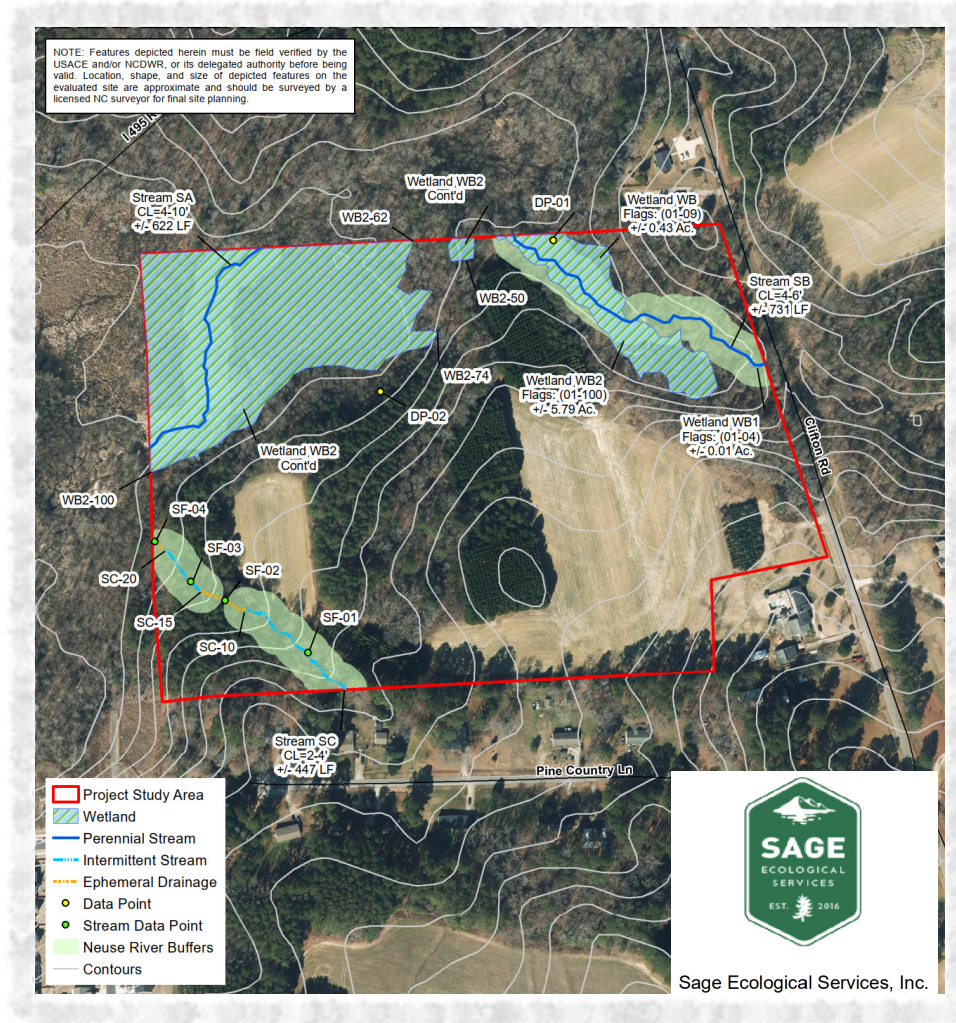 NOTE: Features depicted herein must be field verified by the
USACE and/or NCDWR, or its delegated authority before being
valid. Location, shape, and size of depicted features on the
evaluated site are approximate and should be surveyed by a
licensed NC surveyor for final site planning.
I 495 R
Stream SA
CL=4-10'
+/- 622 LF
WB2-62
Wetland WB2
Cont'd
DP-01
Wetland WB
Flags: (01-09)
+/- 0.43 Ac.
WB2-50
Stream SB
CL=4-6'
+/- 731 LF
WB2-74
DP-02
Wetland WB2
Flags: (01-100)
+/- 5.79 Ac.
Wetland WB1
Flags: (01-04)
+/- 0.01 Ac.
Clifton Rd
Wetland WB2
Cont'd
WB2-100
SF-04
SF-03
SF-02
SF-01
SC-20
SC-15
SC-10
Stream SC
CL=2-4'
+/- 447 LF
Pine Country Ln
Project Study Area
Wetland
Perennial Stream
Intermittent Stream
Ephemeral Drainage
Data Point
Stream Data Point
Neuse River Buffers
Contours
SAGE
ECOLOGICAL
SERVICES
EST. 2016
Sage Ecological Services, Inc.